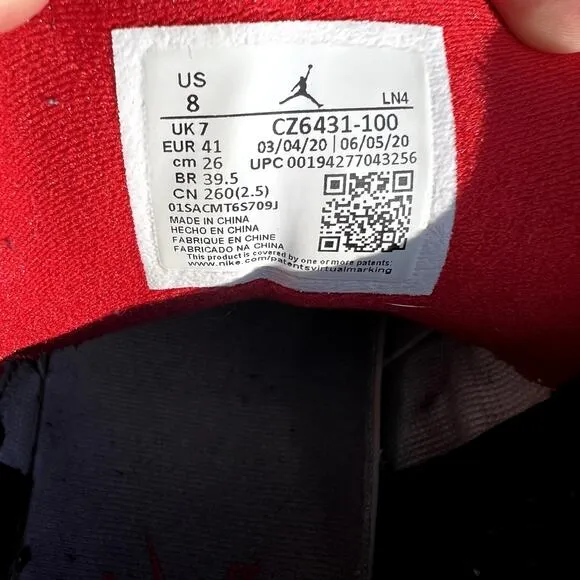 US
8
LN4
UK 7
CZ6431-100
EUR 41
03/04/20 | 06/05/20
cm 26
UPC 00194277043256
BR 39.5
CN 260(2.5)
01SACMT6S709J
MADE IN CHINA
HECHO EN CHINA
FABRIQUE EN CHINE
FABRICADO NA CHINA
This product is covered by one or more patents:
www.nike.com/patentsvirtualmarking